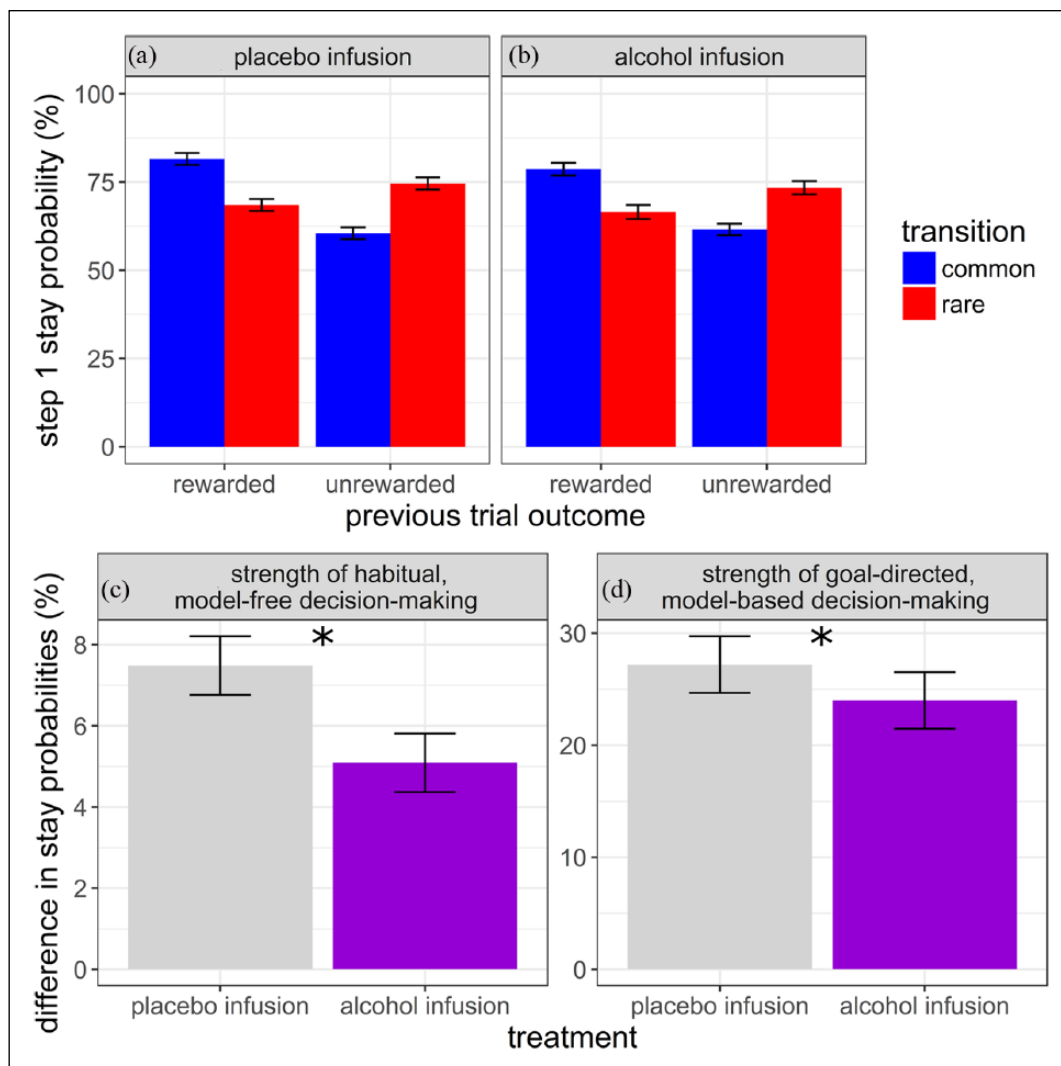 (a) placebo infusion
(b) alcohol infusion
step 1 stay probability (%)
100
75
50
25
0
rewarded unrewarded
rewarded unrewarded
previous trial outcome
transition
common
rare
difference in stay probabilities (%)
(c) strength of habitual,
model-free decision-making
*
8
6
4
2
0
placebo infusion alcohol infusion
(d) strength of goal-directed,
model-based decision-making
*
30
20
10
0
placebo infusion alcohol infusion
treatment